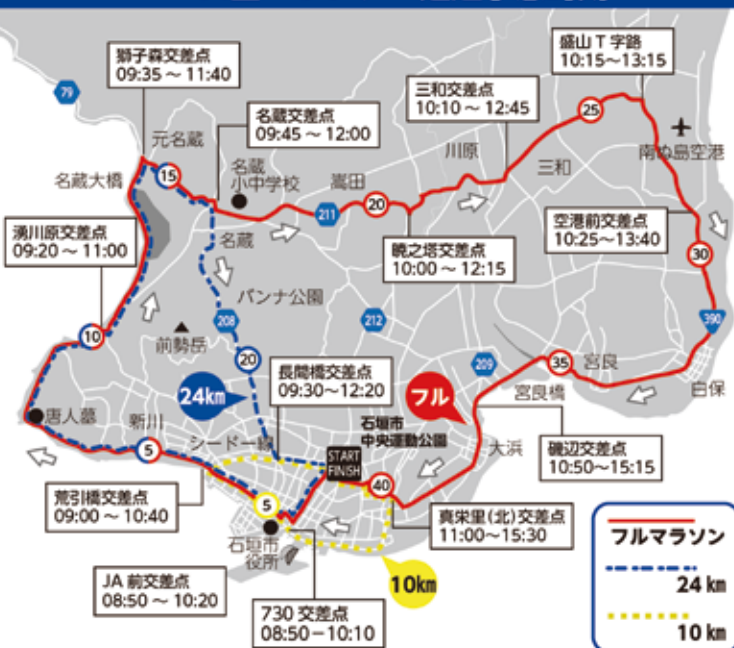 獅子森交差点
09:35～11:40
盛山T字路
10:15～13:15
79
三和交差点
10:10～12:45
名蔵交差点
09:45～12:00
25
元名蔵
川原
南ぬ島空港
名蔵大橋
15
名蔵
小中学校
嵩田
三和
20
211
湧川原交差点
09:20～11:00
名蔵
暁之塔交差点
10:00～12:15
空港前交差点
10:25～13:40
30
バンナ公園
208
212
390
10
前勢岳
20
長間橋交差点
09:30～12:20
209
35
宮良
24km
フル
宮良橋
白保
唐人墓
新川
石垣市
中央運動公園
5
シードー線
大浜
磯辺交差点
10:50～15:15
START
FINISH
40
荒引橋交差点
09:00～10:40
5
真栄里(北)交差点
11:00～15:30
石垣市
役所
フルマラソン
JA前交差点
08:50～10:20
10km
24km
730交差点
08:50－10:10
10km